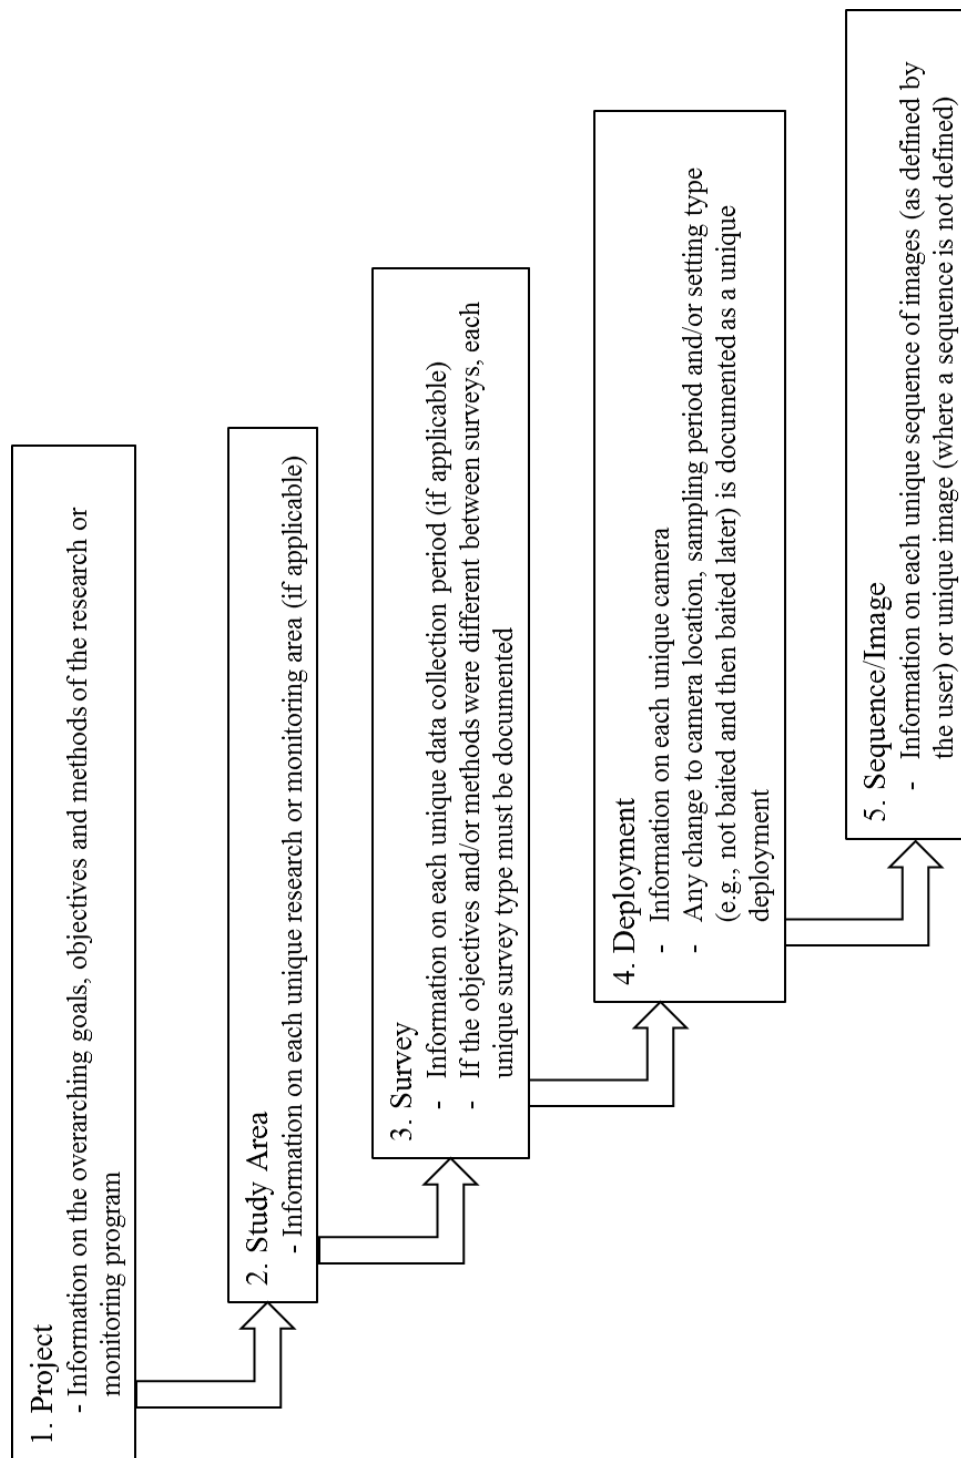 1. Project
- Information on the overarching goals, objectives and methods of the research or
monitoring program
2. Study Area
- Information on each unique research or monitoring area (if applicable)
3. Survey
- Information on each unique data collection period (if applicable)
- If the objectives and/or methods were different between surveys, each
unique survey type must be documented
4. Deployment
- Information on each unique camera
- Any change to camera location, sampling period and/or setting type
(e.g., not baited and then baited later) is documented as a unique
deployment
5. Sequence/Image
- Information on each unique sequence of images (as defined by
the user) or unique image (where a sequence is not defined)